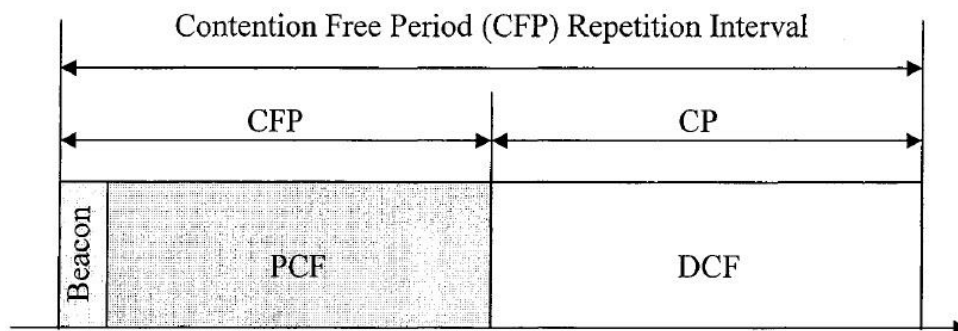 Contention Free Period (CFP) Repetition Interval
CFP CP
Beacon PCF DCF